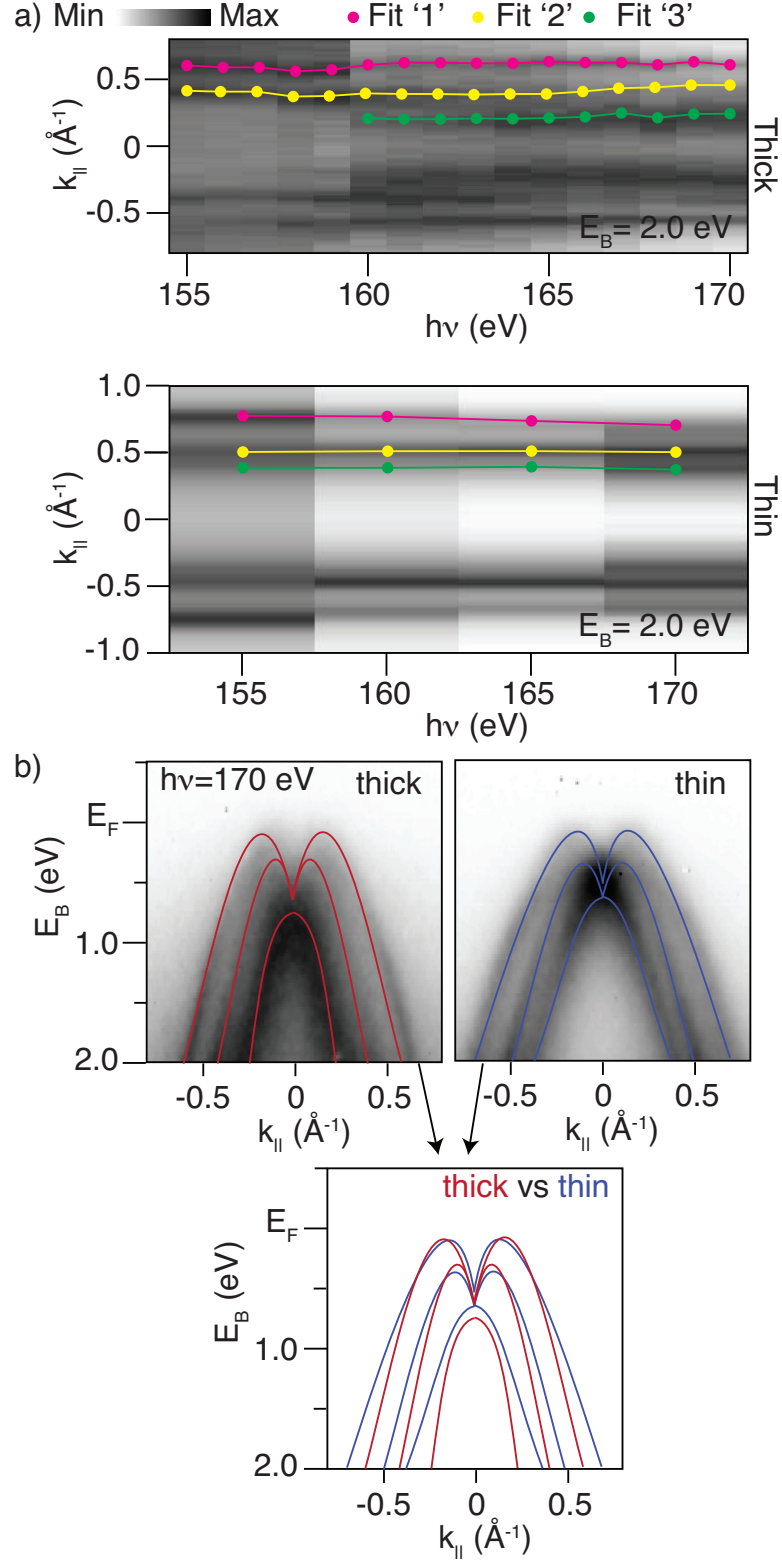 a) Min Max Fit ‘1’ Fit ‘2’ Fit ‘3’
0.5
0
-0.5
k|| (Å-1)
Thick
EB= 2.0 eV
155 160 165 170
hν (eV)
1.0
0.5
0
-0.5
-1.0
k|| (Å-1)
Thin
EB= 2.0 eV
155 160 165 170
hν (eV)
b)
hν=170 eV thick
thin
EF
1.0
2.0
EB (eV)
-0.5 0 0.5
-0.5 0 0.5
k|| (Å-1)
k|| (Å-1)
thick vs thin
EF
1.0
2.0
EB (eV)
-0.5 0 0.5
k|| (Å-1)